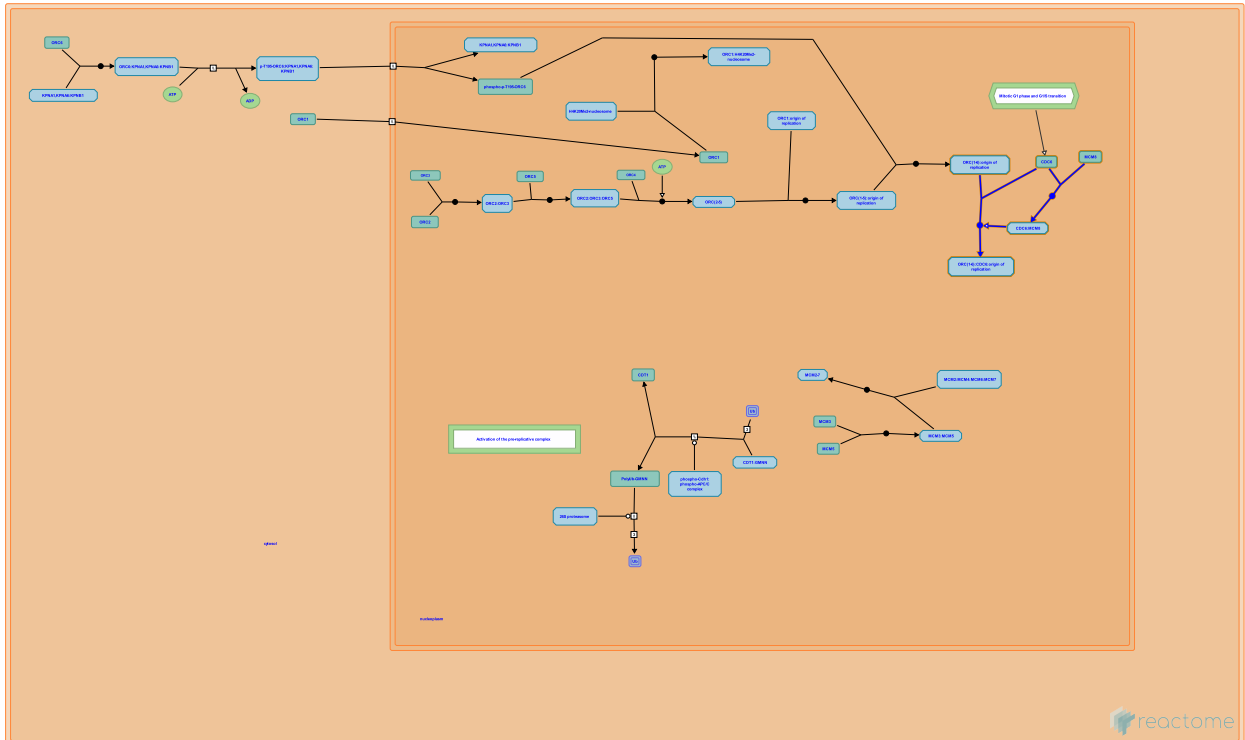 ORC6
KPNA1,KPNA6:KPNB1
ORC6:KPNA1,KPNA6:KPNB1
ATP
ADP
p-T195-ORC6:KPNA1,KPNA6:
KPNB1
ORC1
KPNA1,KPNA6:KPNB1
phospho-p-T195-ORC6
H4K20Me2-nucleosome
ORC1:H4K20Me2-
nucleosome
ORC1
ORC1:origin of
replication
ORC2
ORC2:ORC3
ORC5
ORC2:ORC3:ORC5
ATP
ORC(2-5)
ORC(1-5):origin of
replication
Mitotic G1 phase and G1/S transition
ORC(1-6):origin of
replication
CDC6
MCM8
CDC6:MCM8
ORC(1-6):CDC6:origin of
replication
CDT1
Activation of the pre-replicative complex
Ub
CDT1:GMNN
PolyUb-GMNN
phospho-Cdh1:
phospho-APC/C
complex
26S proteasome
Ub
MCM2-7
MCM2:MCM4:MCM6:MCM7
MCM3
MCM5
MCM3:MCM5
cytosol
nucleoplasm
reactome